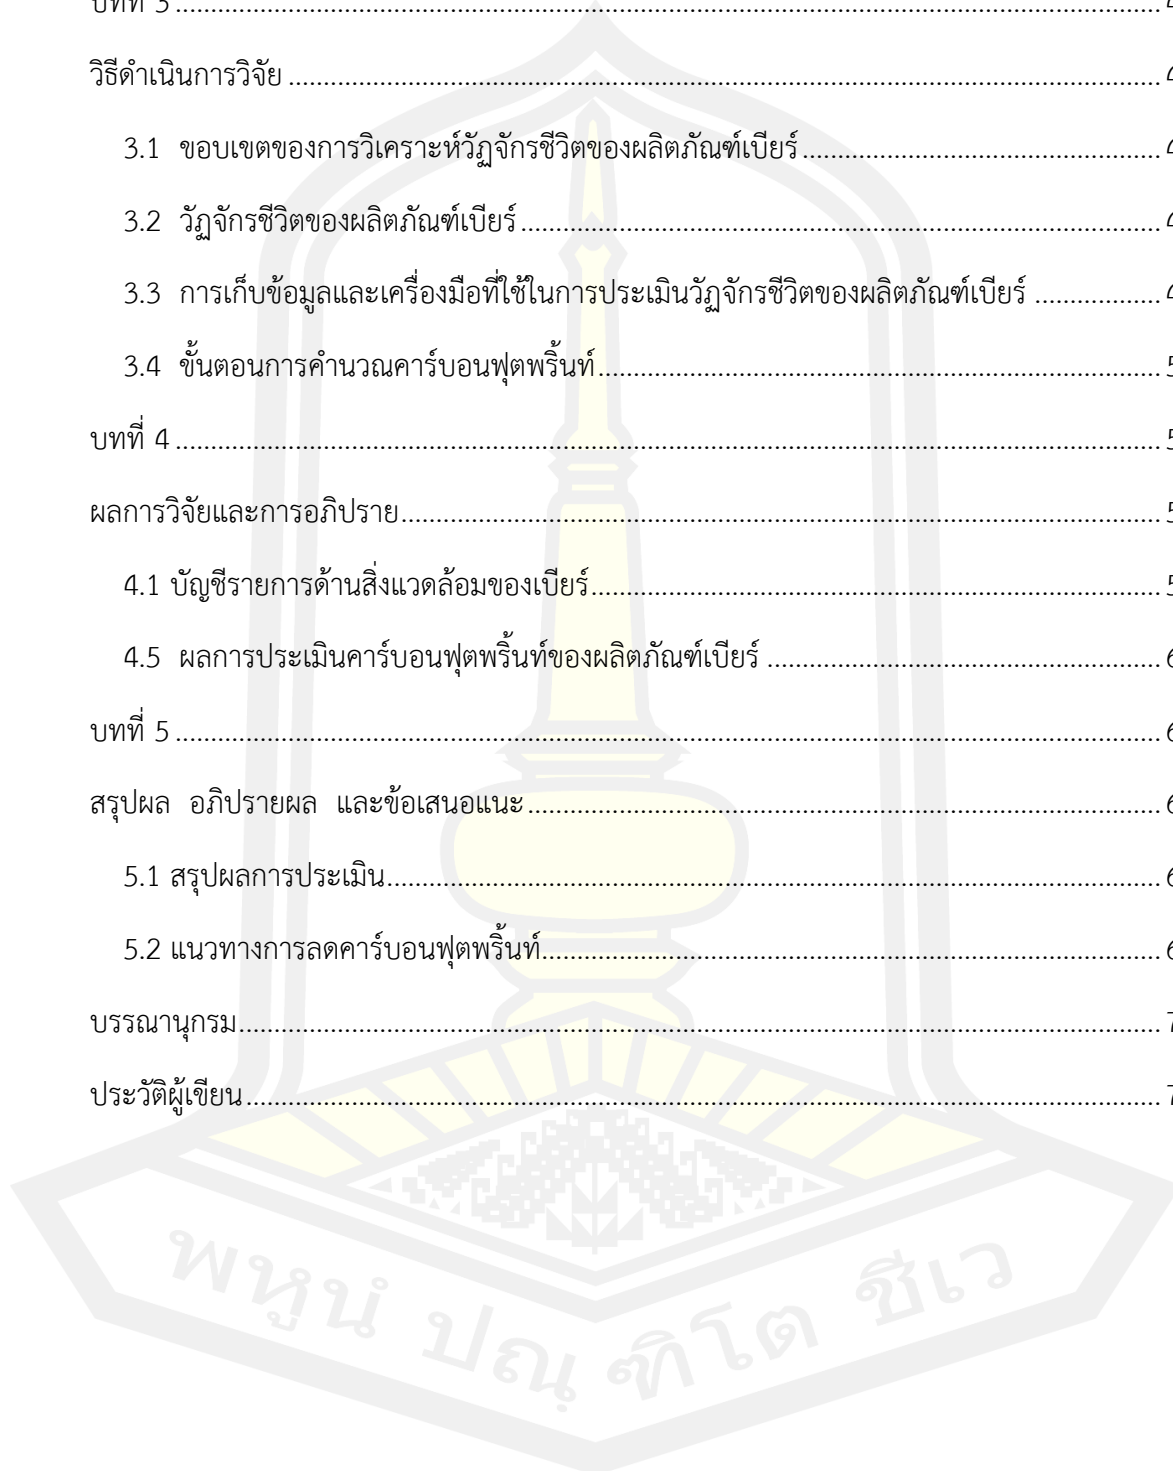 บทที่ 3
วิธีดำเนินการวิจัย
3.1 ขอบเขตของการวิเคราะห์วัฏจักรชีวิตของผลิตภัณฑ์เบียร์
3.2 วัฏจักรชีวิตของผลิตภัณฑ์เบียร์
3.3 การเก็บข้อมูลและเครื่องมือที่ใช้ในการประเมินวัฏจักรชีวิตของผลิตภัณฑ์เบียร์
3.4 ขั้นตอนการคำนวณคาร์บอนฟุตพริ้นท์
บทที่ 4
ผลการวิจัยและการอภิปราย
4.1 บัญชีรายการด้านสิ่งแวดล้อมของเบียร์
4.5 ผลการประเมินคาร์บอนฟุตพริ้นท์ของผลิตภัณฑ์เบียร์
บทที่ 5
สรุปผล อภิปรายผล และข้อเสนอแนะ
5.1 สรุปผลการประเมิน
5.2 แนวทางการลดคาร์บอนฟุตพริ้นท์
บรรณานุกรม
ประวัติผู้เขียน
พหูนํ ปณฺฑิโต ชีเว